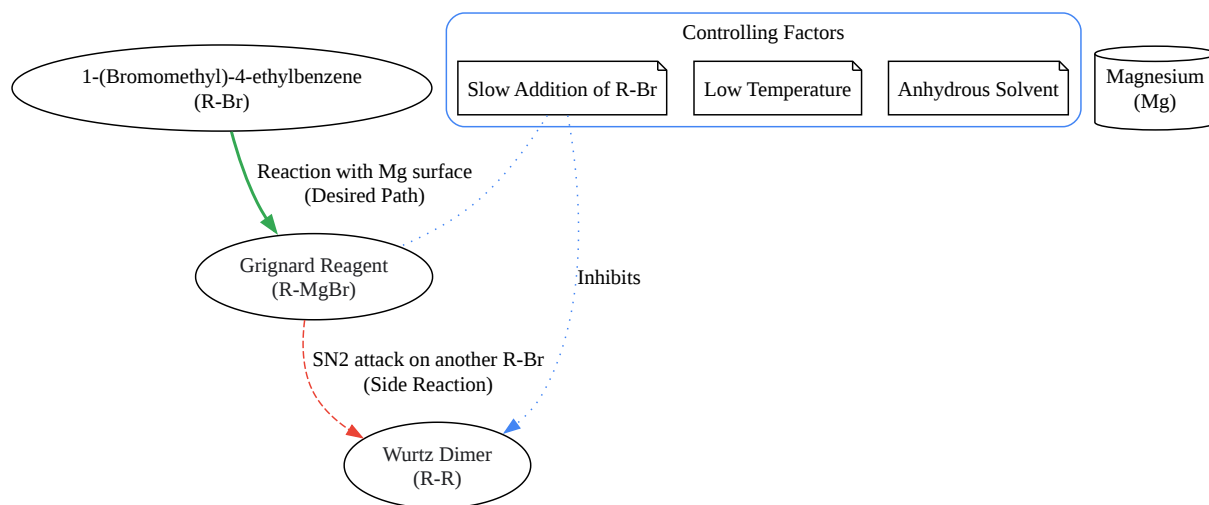 1-(Bromomethyl)-4-ethylbenzene
(R-Br)
Controlling Factors
Slow Addition of R-Br
Low Temperature
Anhydrous Solvent
Magnesium
(Mg)
Reaction with Mg surface
(Desired Path)
Grignard Reagent
(R-MgBr)
Inhibits
SN2 attack on another R-Br
(Side Reaction)
Wurtz Dimer
(R-R)